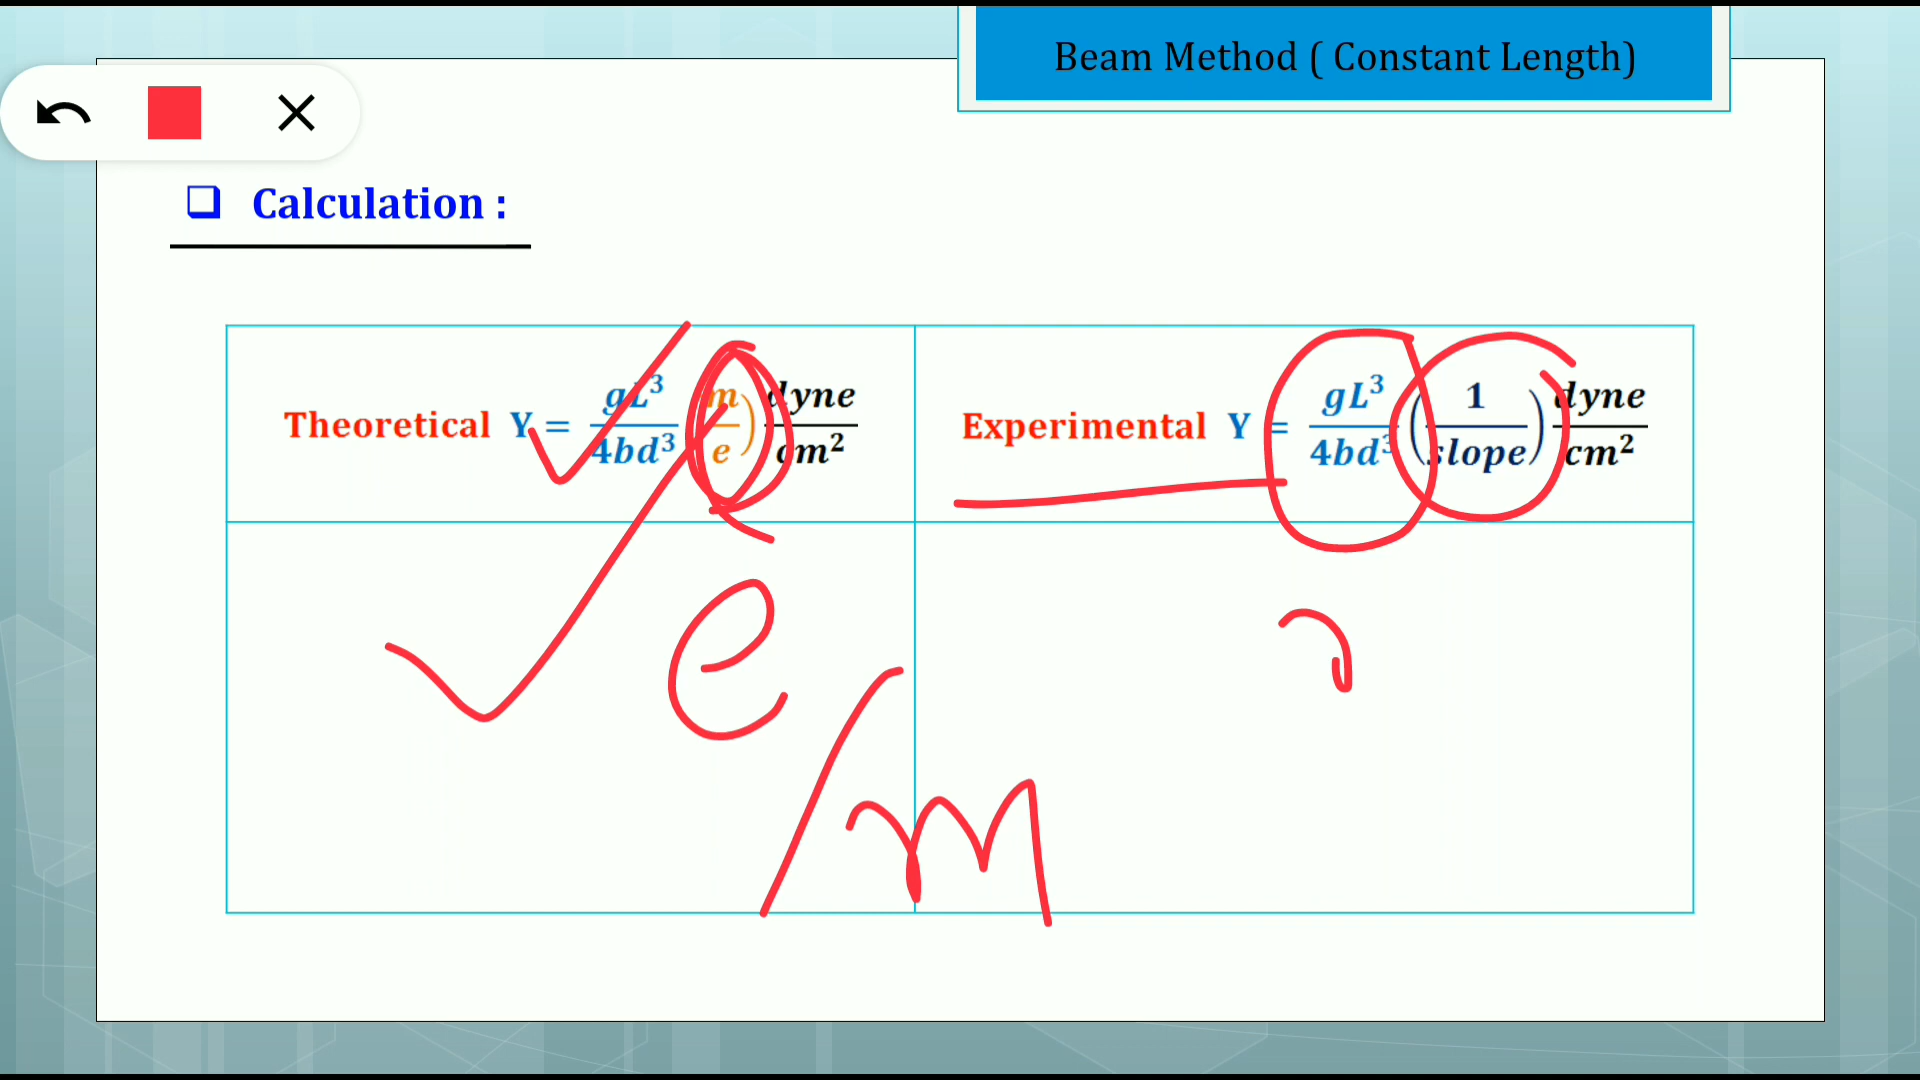 Beam Method ( Constant Length)
❑ Calculation :
Theoretical Y = gL³/4bd³ (m/e) dyne/cm²
Experimental Y = gL³/4bd³ (1/slope) dyne/cm²
e/m